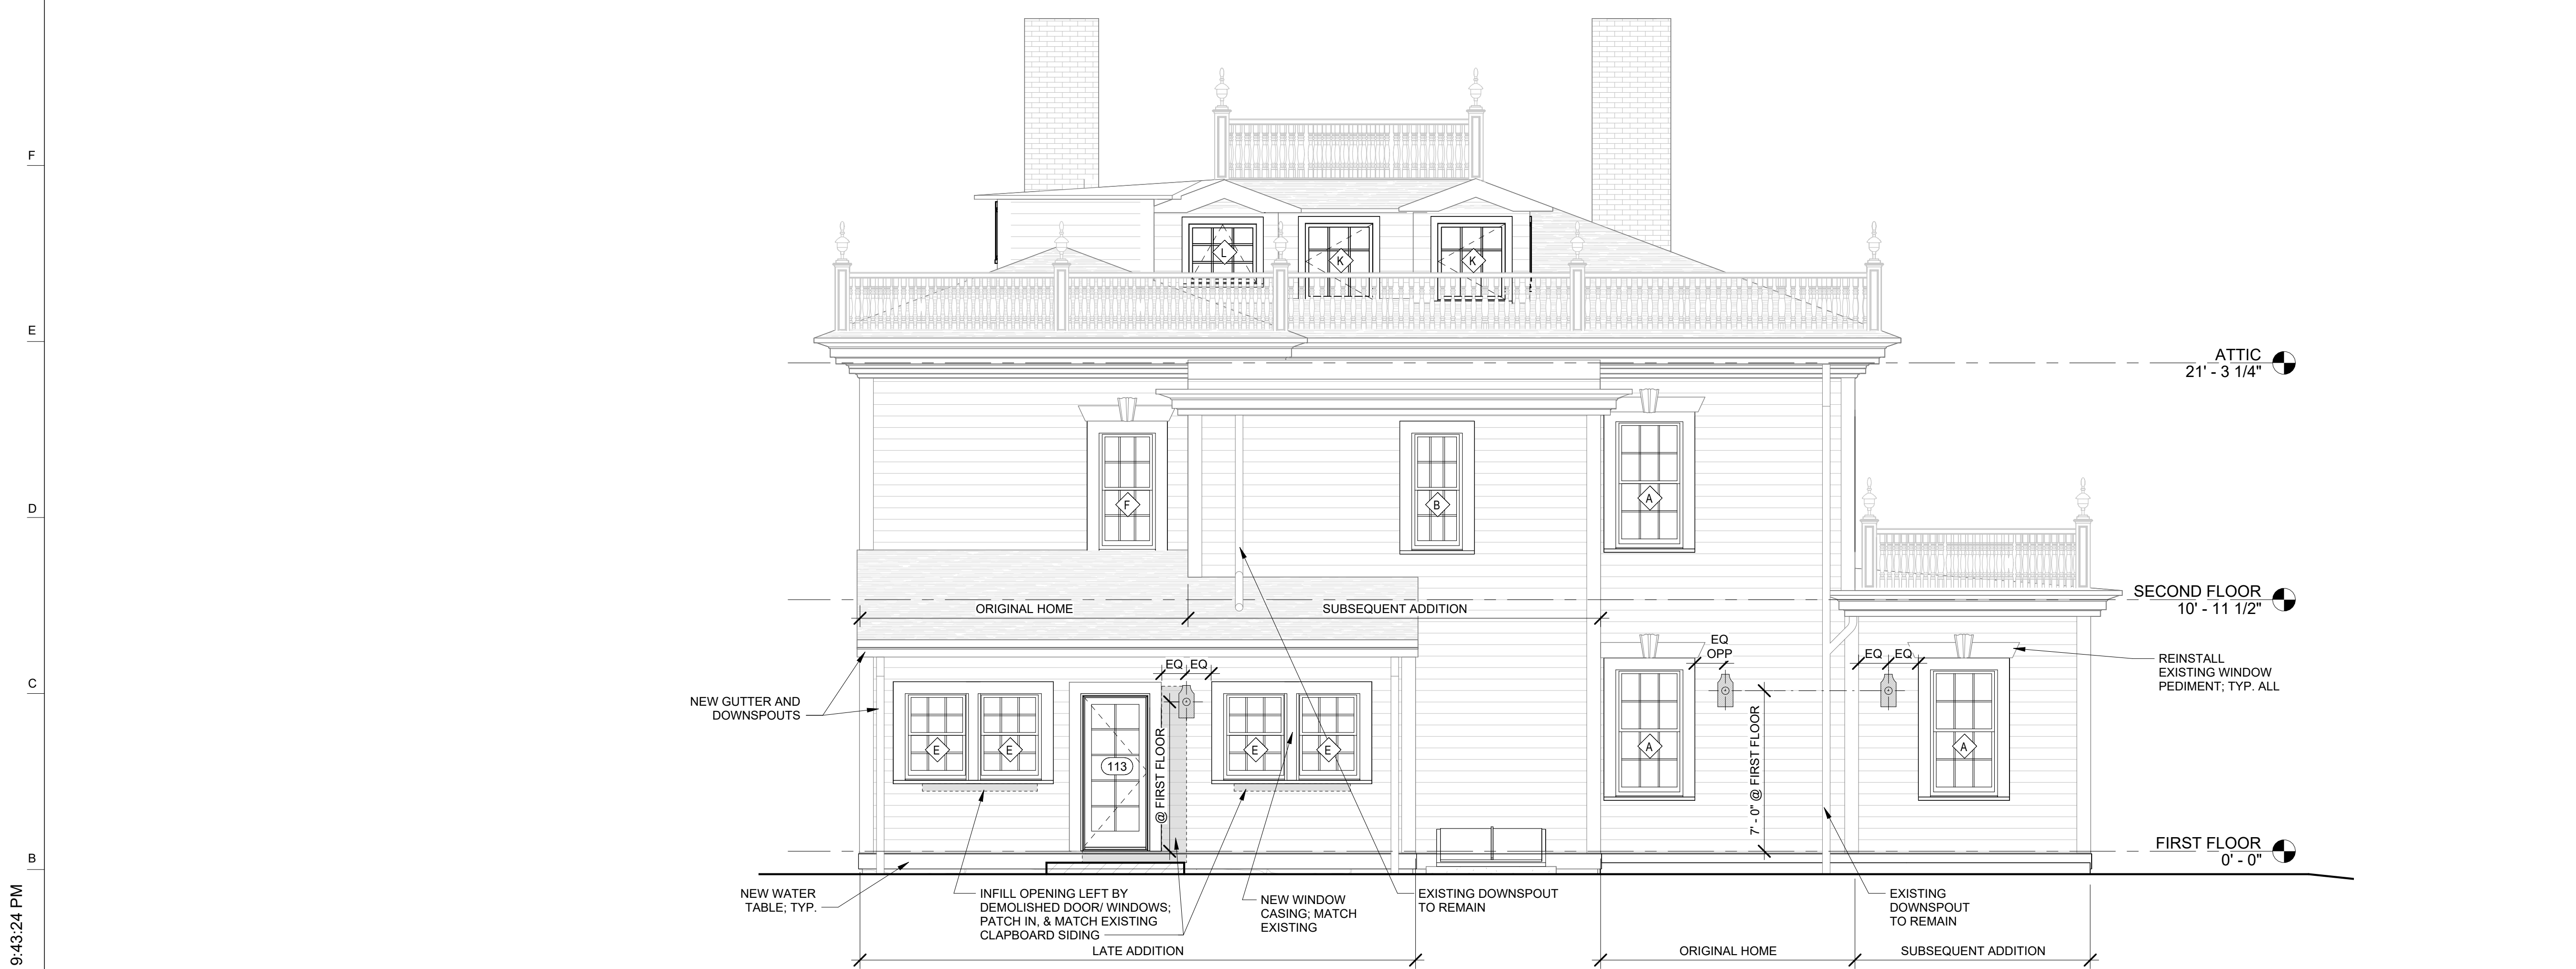 F
E
D
C
B
9:43:24 PM
L
K
K
ATTIC
21' - 3 1/4"
F
B
A
SECOND FLOOR
10' - 11 1/2"
ORIGINAL HOME
SUBSEQUENT ADDITION
EQ
OPP
EQ
EQ
EQ
EQ
REINSTALL
EXISTING WINDOW
PEDIMENT; TYP. ALL
NEW GUTTER AND
DOWNSPOUTS
E
E
113
@ FIRST FLOOR
E
E
A
7' - 0" @ FIRST FLOOR
A
FIRST FLOOR
0' - 0"
NEW WATER
TABLE; TYP.
INFILL OPENING LEFT BY
DEMOLISHED DOOR/ WINDOWS;
PATCH IN, & MATCH EXISTING
CLAPBOARD SIDING
NEW WINDOW
CASING; MATCH
EXISTING
EXISTING DOWNSPOUT
TO REMAIN
EXISTING
DOWNSPOUT
TO REMAIN
LATE ADDITION
ORIGINAL HOME
SUBSEQUENT ADDITION